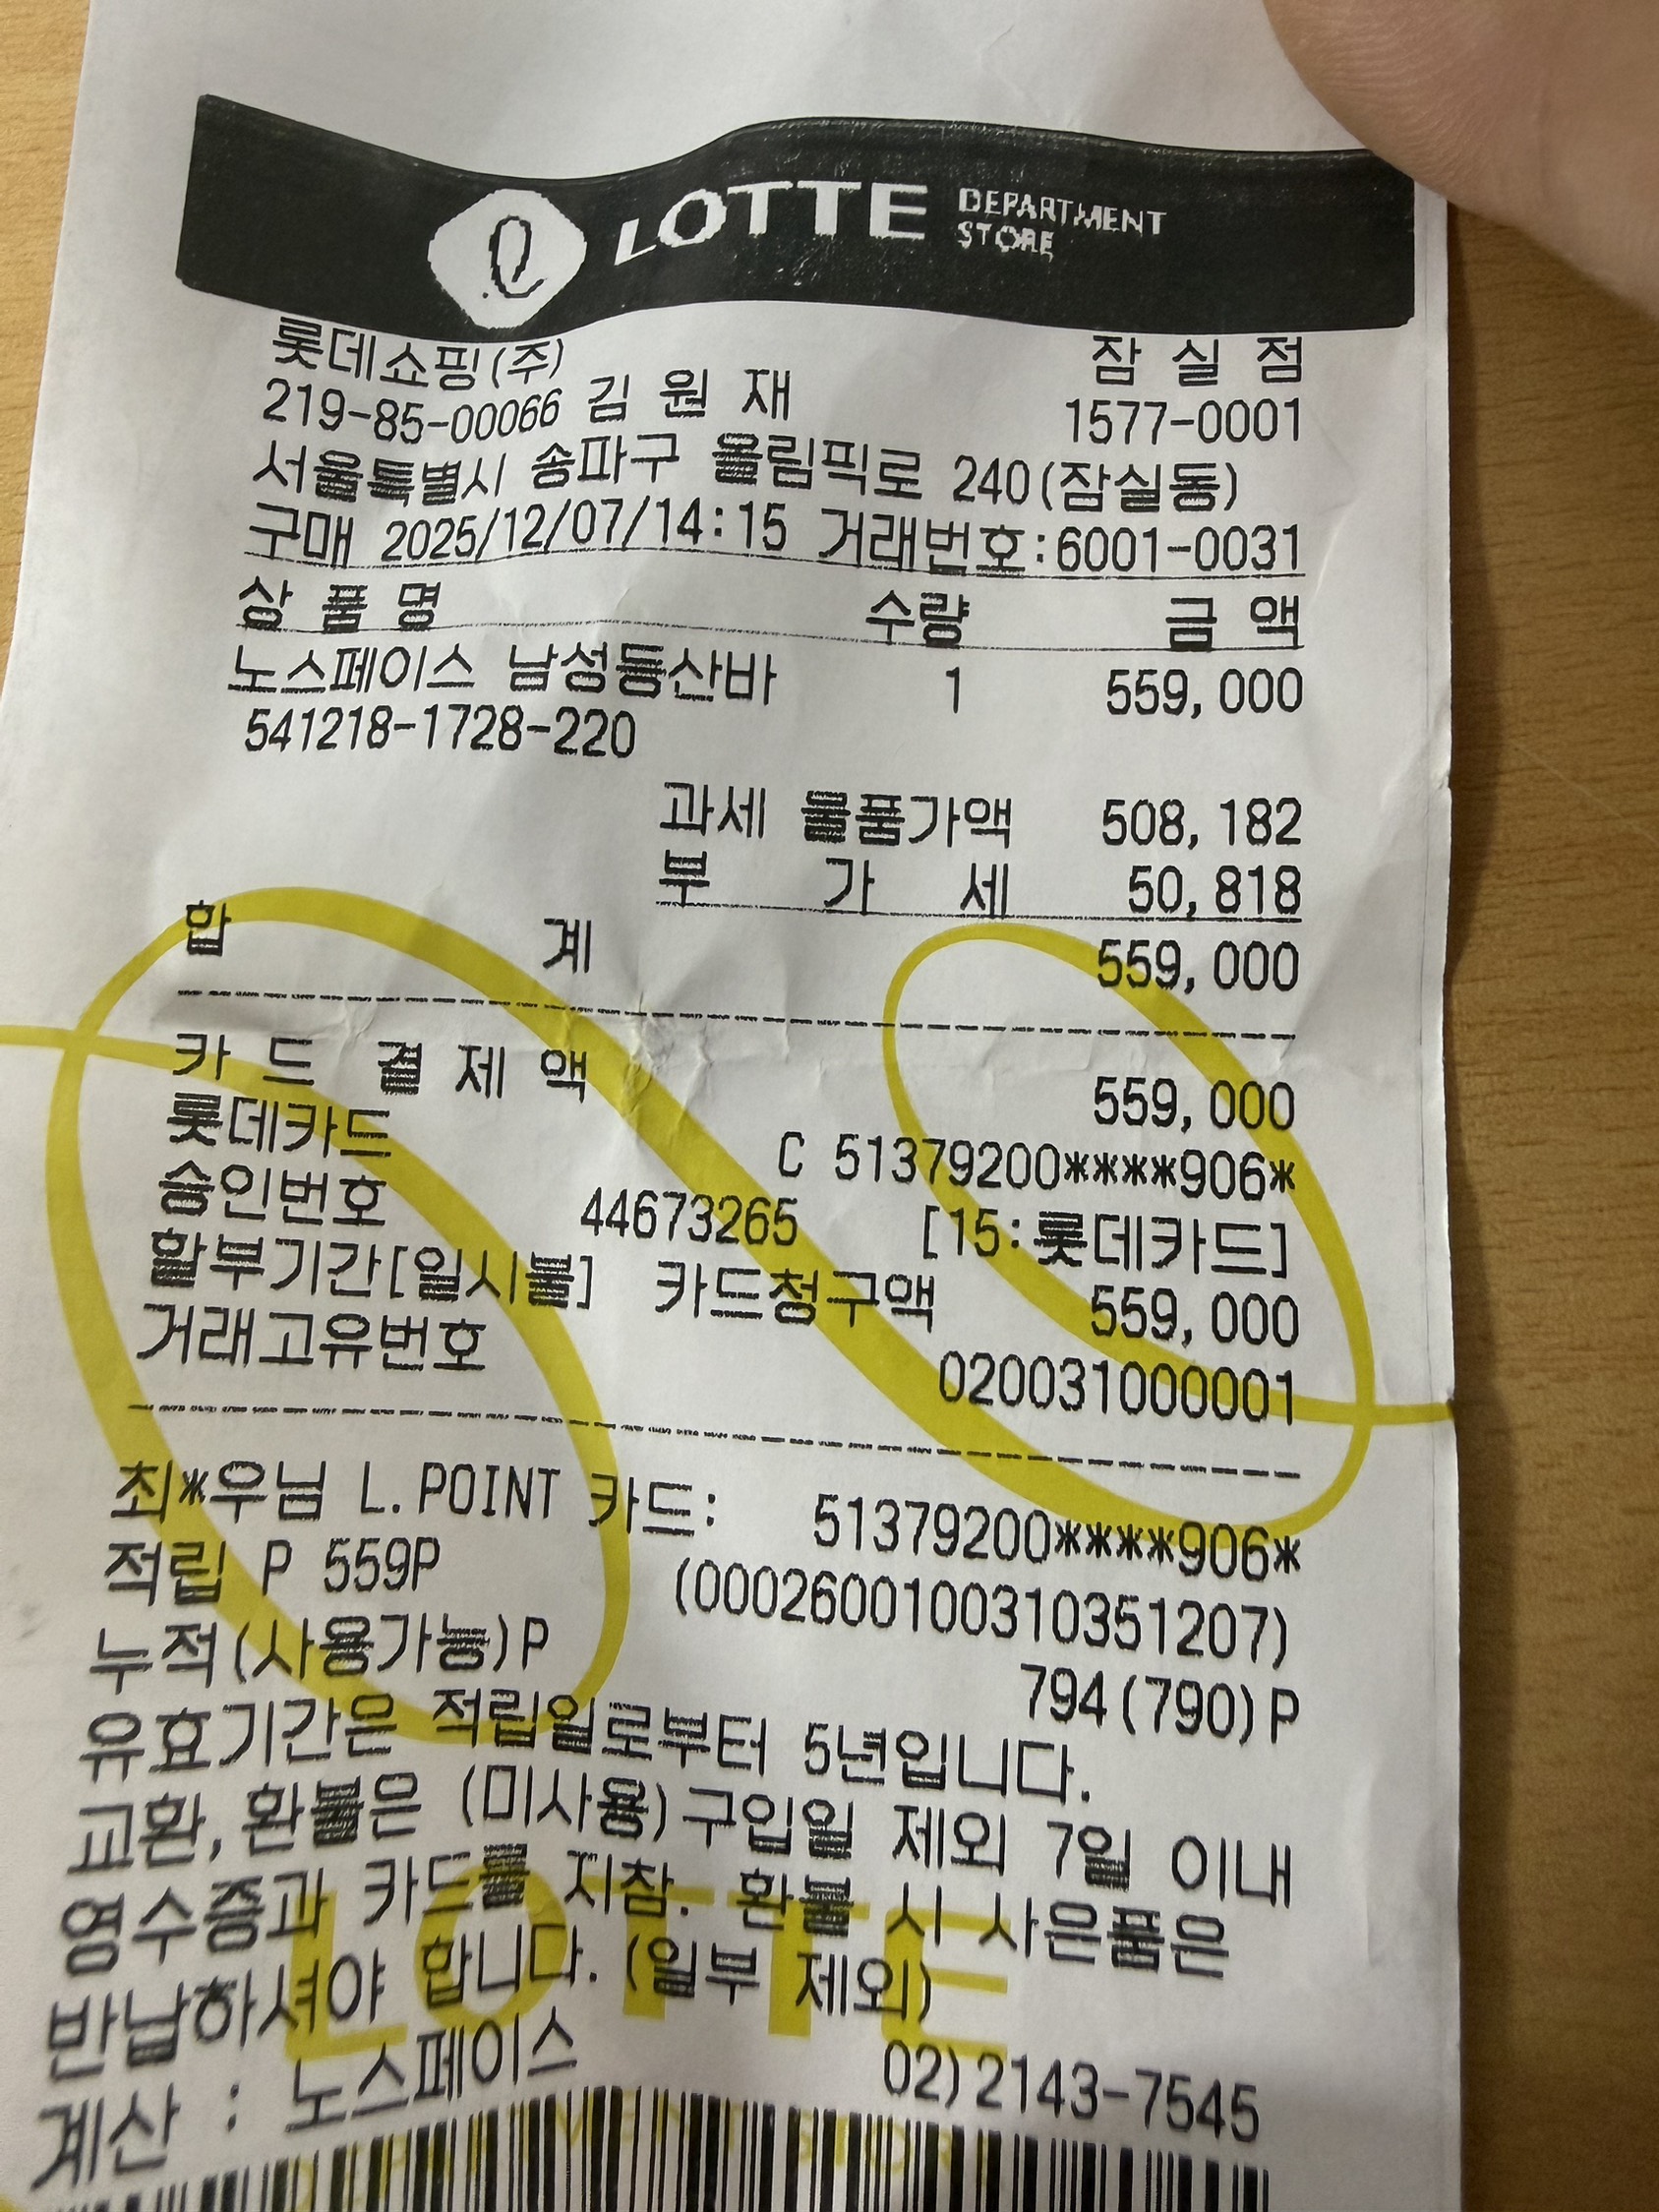 LOTTE DEPARTMENT STORE
롯데쇼핑(주) 잠 실 점
219-85-00066 김 원 재 1577-0001
서울특별시 송파구 올림픽로 240(잠실동)
구매 2025/12/07/14:15 거래번호:6001-0031
상 품 명 수량 금 액
노스페이스 남성등산바 1 559,000
541218-1728-220
과세 물품가액 508,182
부 가 세 50,818
합 계 559,000
카 드 결 제 액 559,000
롯데카드 C 51379200****906*
승인번호 44673265 [15:롯데카드]
할부기간[일시불] 카드청구액 559,000
거래고유번호 020031000001
최*우님 L.POINT 카드: 51379200****906*
적립 P 559P (00026001003103​51207)
누적(사용가능)P 794(790)P
유효기간은 적립일로부터 5년입니다.
교환,환불은 (미사용)구입일 제외 7일 이내
영수증과 카드를 지참. 환불 시 사은품은
반납하셔야 합니다.(일부 제외)
LOTTE
계산 : 노스페이스 02)2143-7545